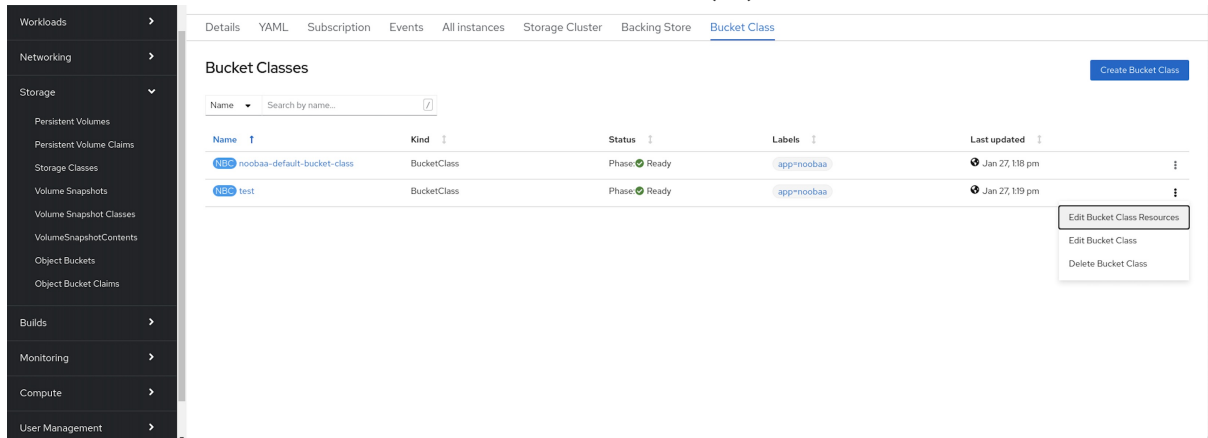 Workloads
Networking
Storage
Persistent Volumes
Persistent Volume Claims
Storage Classes
Volume Snapshots
Volume Snapshot Classes
VolumeSnapshotContents
Object Buckets
Object Bucket Claims
Builds
Monitoring
Compute
User Management
Details YAML Subscription Events All instances Storage Cluster Backing Store Bucket Class
Bucket Classes
Create Bucket Class
Name Search by name... /
Name Kind Status Labels Last updated
NBC noobaa-default-bucket-class BucketClass Phase: Ready app=noobaa Jan 27, 1:18 pm
NBC test BucketClass Phase: Ready app=noobaa Jan 27, 1:19 pm
Edit Bucket Class Resources
Edit Bucket Class
Delete Bucket Class